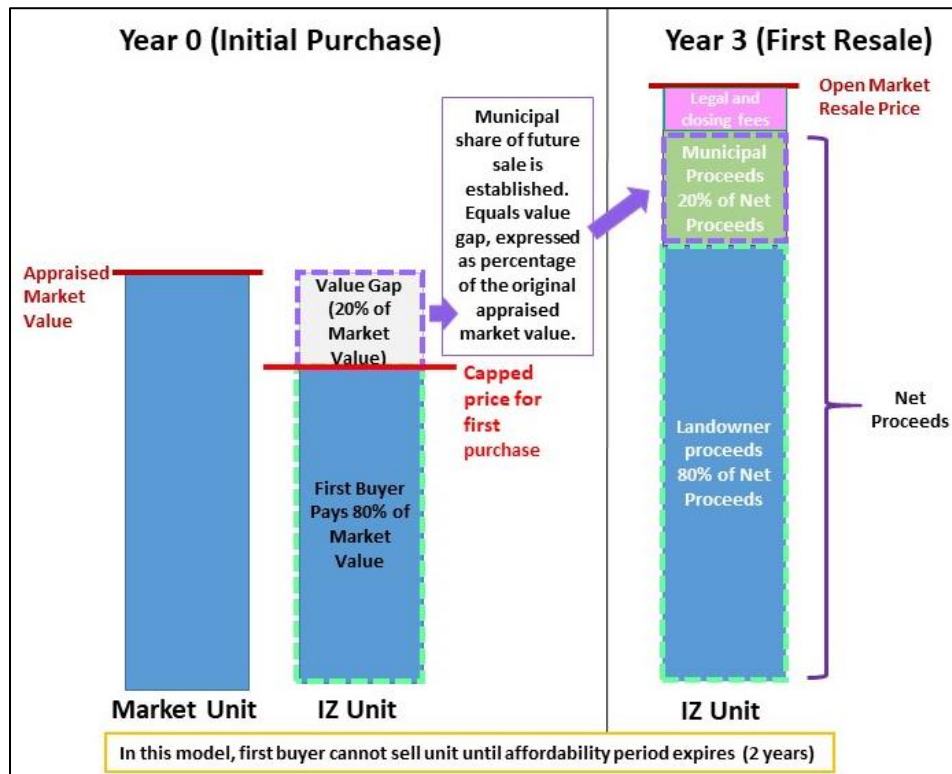 Year 0 (Initial Purchase)
Year 3 (First Resale)
Appraised
Market
Value
Value Gap
(20% of
Market
Value)
Capped
price for
first
purchase
First Buyer
Pays 80% of
Market
Value
Municipal
share of future
sale is
established.
Equals value
gap, expressed
as percentage
of the original
appraised
market value.
Market Unit
IZ Unit
Open Market
Resale Price
Legal and
closing fees
Municipal
Proceeds
20% of Net
Proceeds
Landowner
proceeds
80% of Net
Proceeds
Net
Proceeds
IZ Unit
In this model, first buyer cannot sell unit until affordability period expires (2 years)